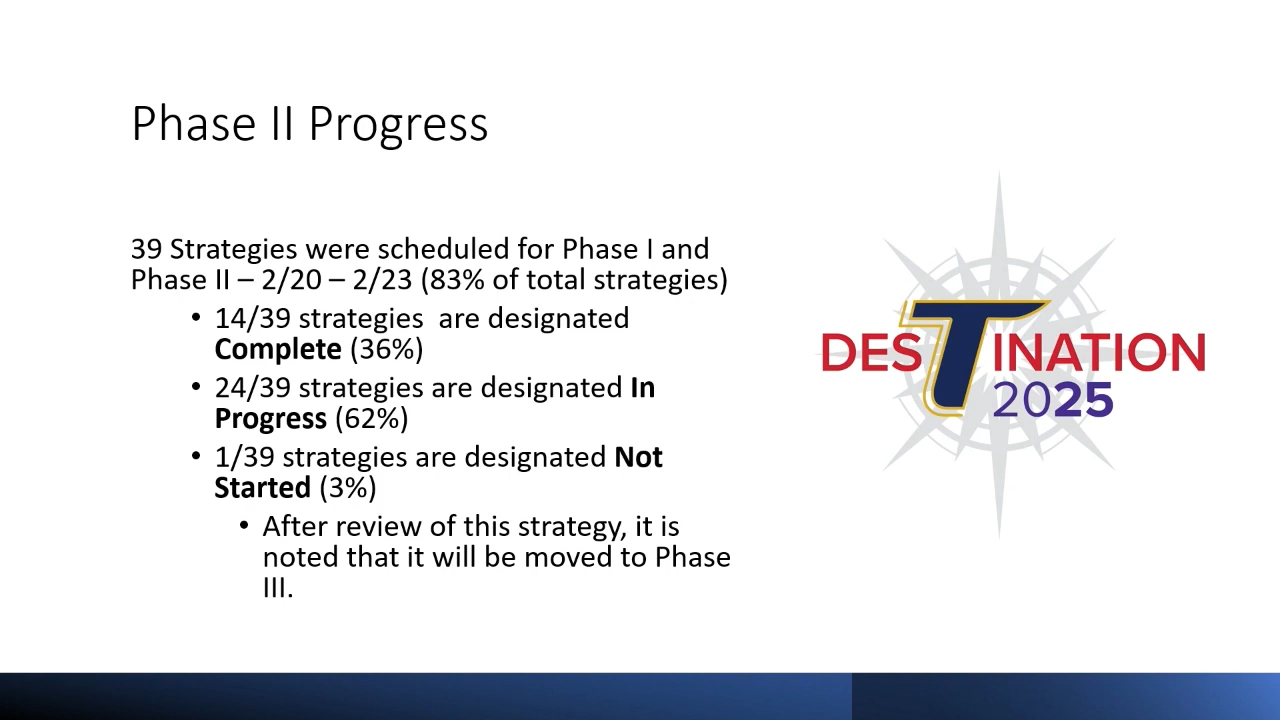 Phase II Progress
39 Strategies were scheduled for Phase I and
Phase II – 2/20 – 2/23 (83% of total strategies)
• 14/39 strategies  are designated
Complete (36%)
• 24/39 strategies are designated In
Progress (62%)
• 1/39 strategies are designated Not
Started (3%)
• After review of this strategy, it is
noted that it will be moved to Phase
III.
DESTINATION
2025